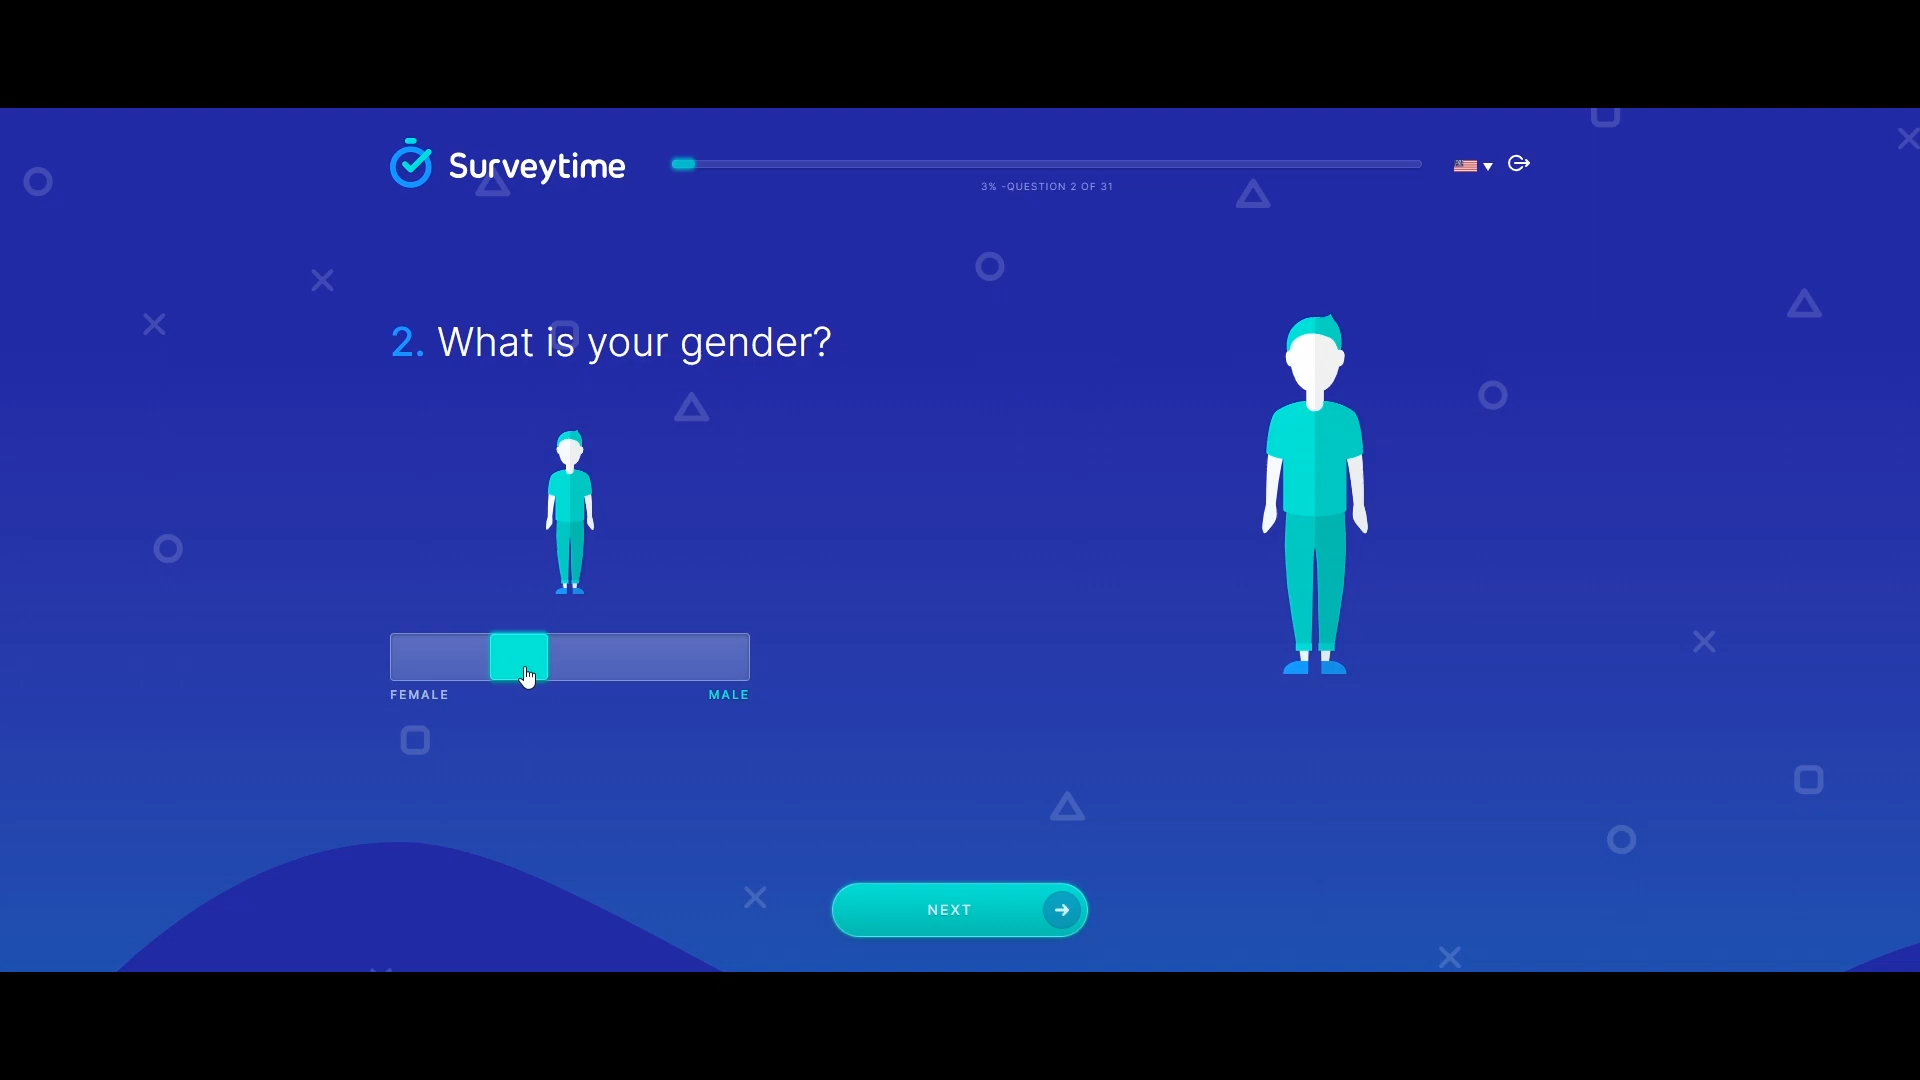 Surveytime
3% -QUESTION 2 OF 31
2. What is your gender?
FEMALE
MALE
NEXT